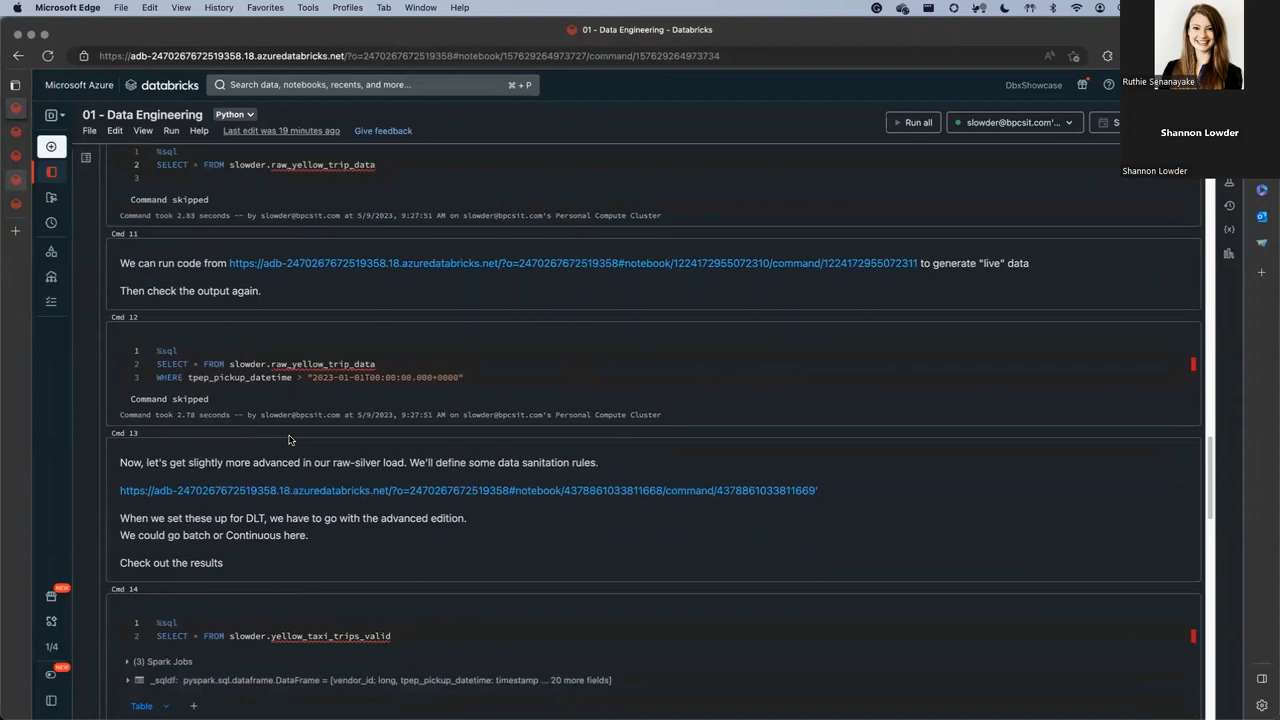 Microsoft Edge File Edit View History Favorites Tools Profiles Tab Window Help
01 - Data Engineering - Databricks
https://adb-2470267672519358.18.azuredatabricks.net/?o=2470267672519358#notebook/157629264973727/command/157629264973734
Ruthie Senanayake
Microsoft Azure databricks Search data, notebooks, recents, and more... ⌘ + P DbxShowcase
01 - Data Engineering Python
File Edit View Run Help Last edit was 19 minutes ago Give feedback
Run all slowder@bpcsit.com'...
Shannon Lowder
Shannon Lowder
1 %sql
2 SELECT * FROM slowder.raw_yellow_trip_data
3
Command skipped
Command took 2.83 seconds -- by slowder@bpcsit.com at 5/9/2023, 9:27:51 AM on slowder@bpcsit.com's Personal Compute Cluster
Cmd 11
We can run code from https://adb-2470267672519358.18.azuredatabricks.net/?o=2470267672519358#notebook/1224172955072310/command/1224172955072311 to generate "live" data
Then check the output again.
Cmd 12
1 %sql
2 SELECT * FROM slowder.raw_yellow_trip_data
3 WHERE tpep_pickup_datetime > "2023-01-01T00:00:00.000+0000"
Command skipped
Command took 2.78 seconds -- by slowder@bpcsit.com at 5/9/2023, 9:27:51 AM on slowder@bpcsit.com's Personal Compute Cluster
Cmd 13
Now, let's get slightly more advanced in our raw-silver load. We'll define some data sanitation rules.
https://adb-2470267672519358.18.azuredatabricks.net/?o=2470267672519358#notebook/4378861033811668/command/4378861033811669'
When we set these up for DLT, we have to go with the advanced edition.
We could go batch or Continuous here.
Check out the results
Cmd 14
1 %sql
2 SELECT * FROM slowder.yellow_taxi_trips_valid
(3) Spark Jobs
_sqldf: pyspark.sql.dataframe.DataFrame = [vendor_id: long, tpep_pickup_datetime: timestamp ... 20 more fields]
Table +
NEW
1/4
NEW